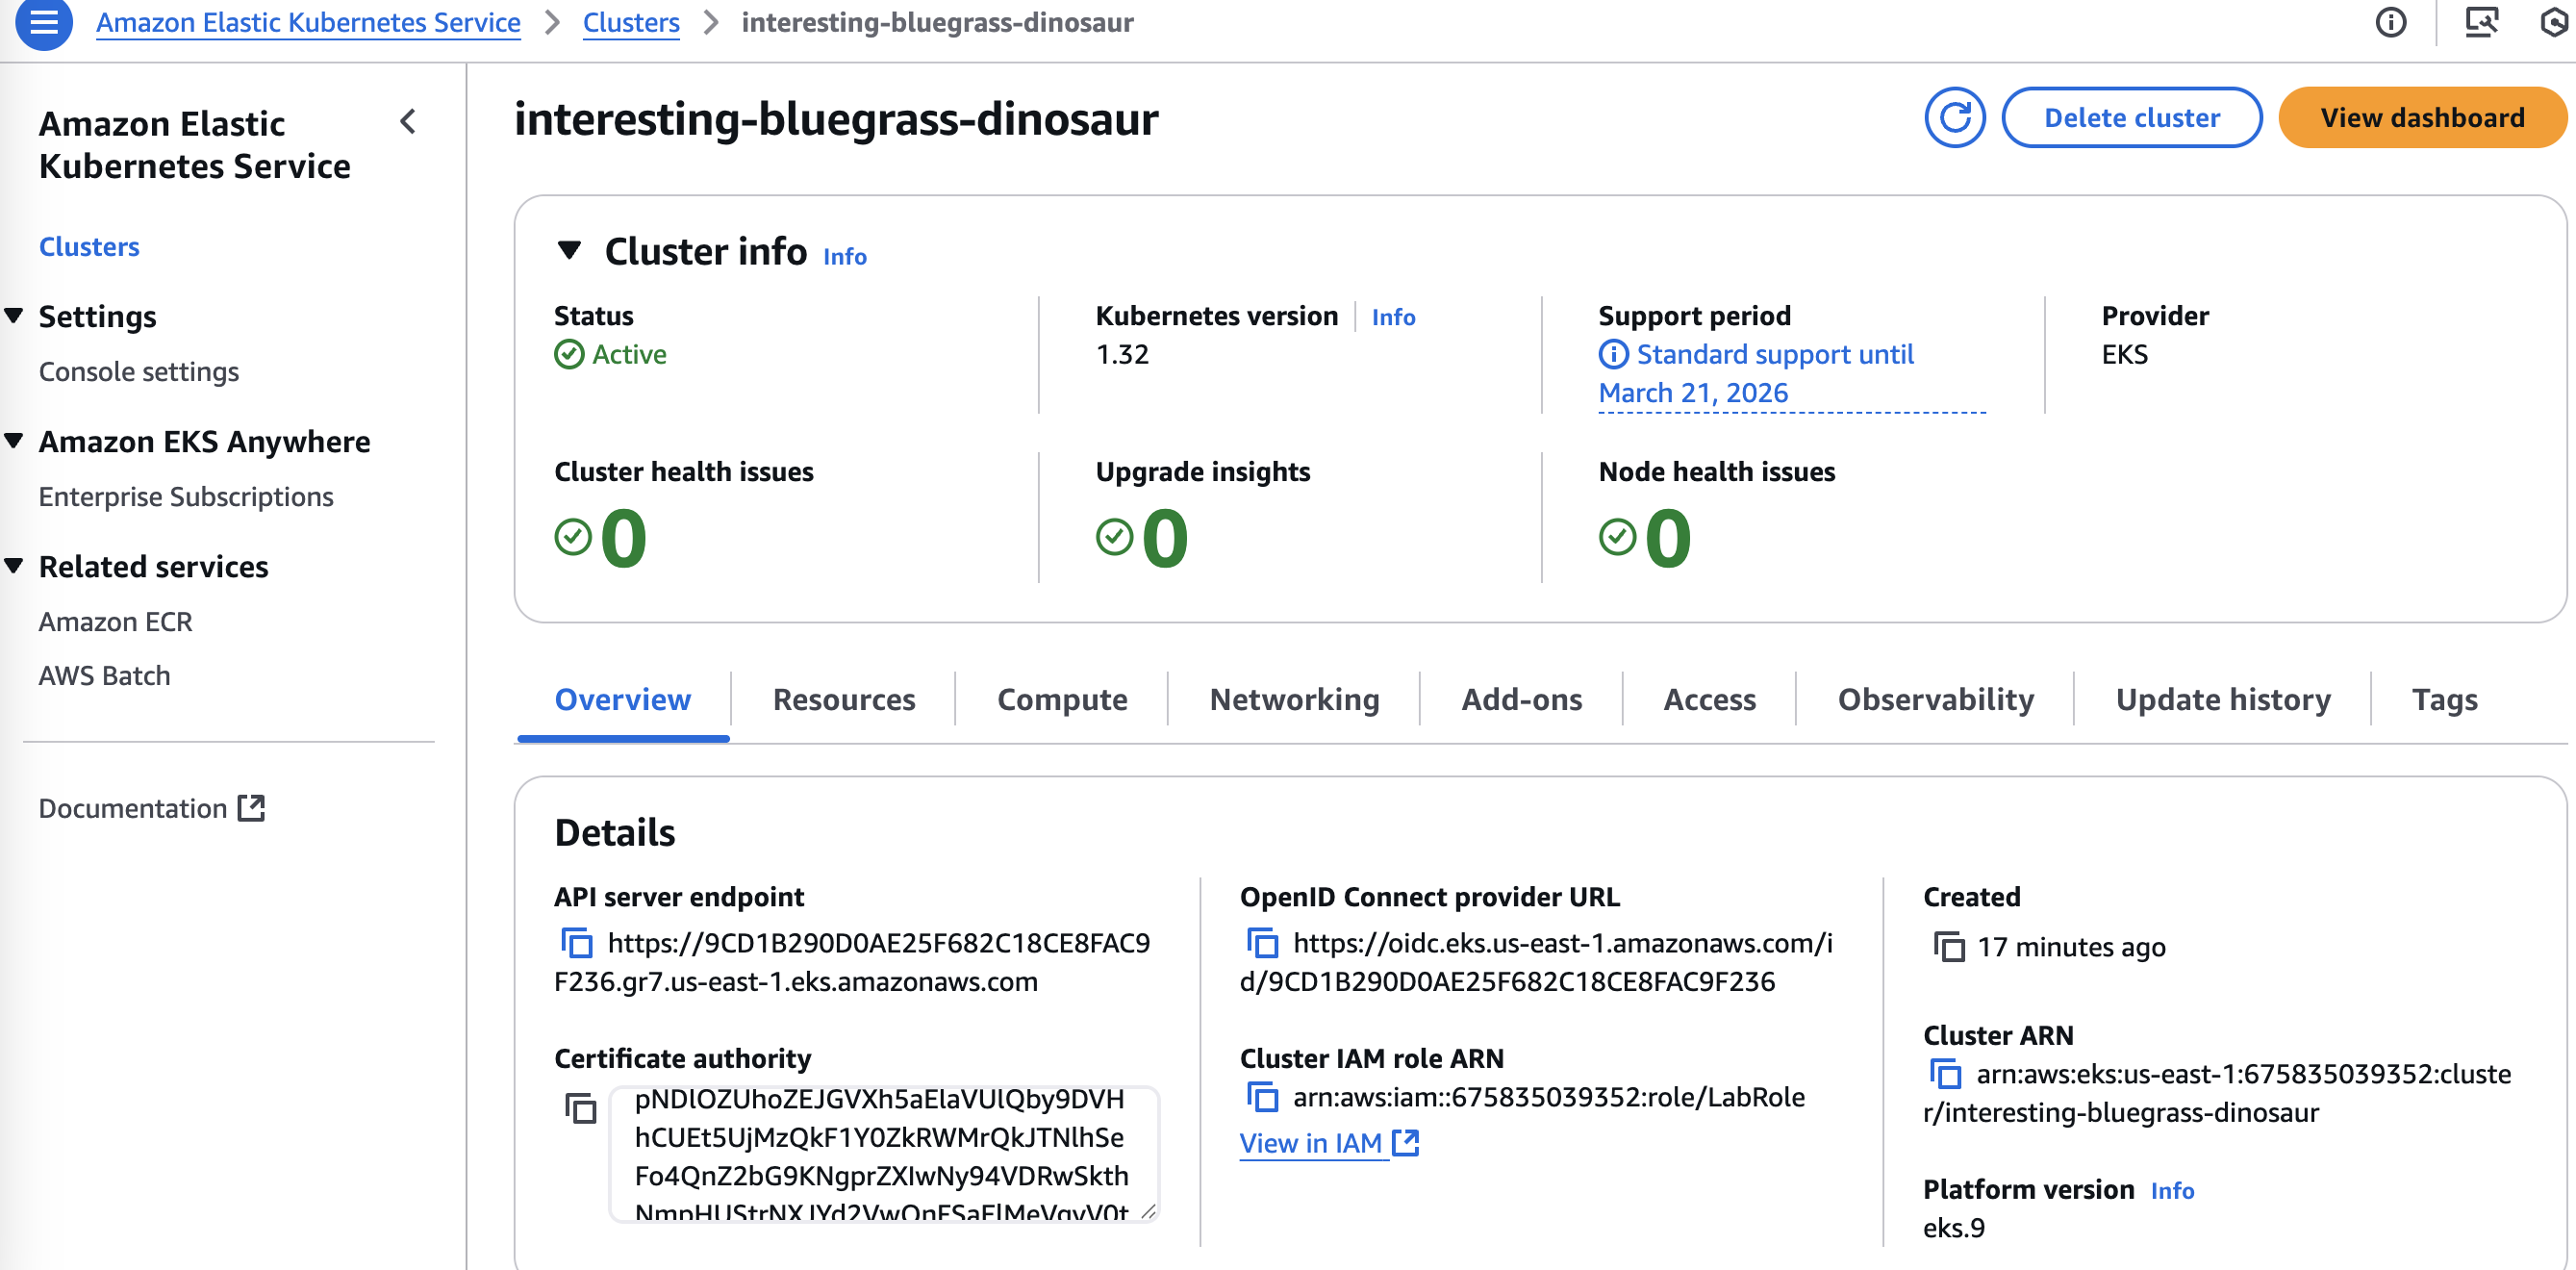 Amazon Elastic Kubernetes Service > Clusters > interesting-bluegrass-dinosaur
Amazon Elastic
Kubernetes Service
Clusters
Settings
Console settings
Amazon EKS Anywhere
Enterprise Subscriptions
Related services
Amazon ECR
AWS Batch
Documentation
interesting-bluegrass-dinosaur
Delete cluster
View dashboard
Cluster info Info
Status
Active
Kubernetes version Info
1.32
Support period
Standard support until
March 21, 2026
Provider
EKS
Cluster health issues
0
Upgrade insights
0
Node health issues
0
Overview Resources Compute Networking Add-ons Access Observability Update history Tags
Details
API server endpoint
https://9CD1B290D0AE25F682C18CE8FAC9
F236.gr7.us-east-1.eks.amazonaws.com
Certificate authority
pNDlOZUhoZEJGVXh5aElaVUlQby9DVH
hCUEt5UjMzQkF1Y0ZkRWMrQkJTNlhSe
Fo4QnZ2bG9KNgprZXIwNy94VDRwSkth
OpenID Connect provider URL
https://oidc.eks.us-east-1.amazonaws.com/i
d/9CD1B290D0AE25F682C18CE8FAC9F236
Cluster IAM role ARN
arn:aws:iam::675835039352:role/LabRole
View in IAM
Created
17 minutes ago
Cluster ARN
arn:aws:eks:us-east-1:675835039352:cluste
r/interesting-bluegrass-dinosaur
Platform version Info
eks.9